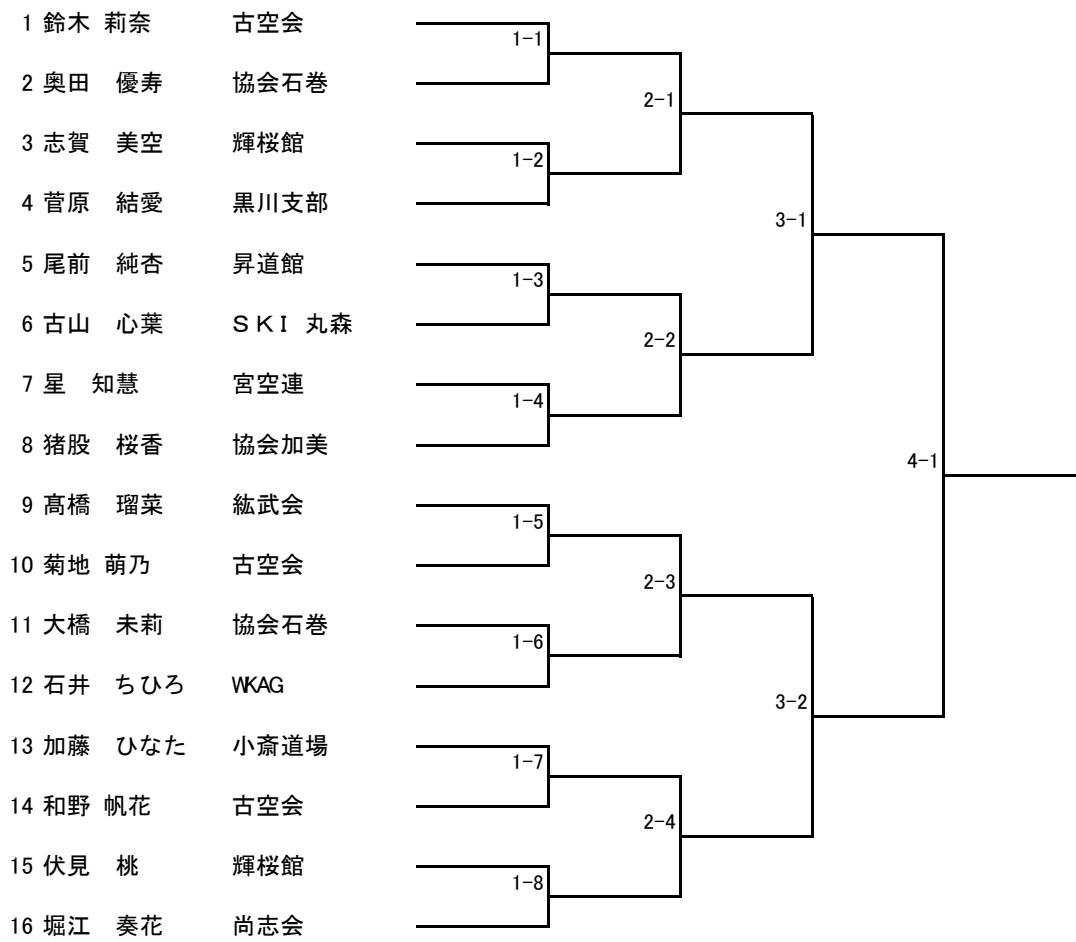 1 鈴木 莉奈 古空会
1-1
2 奥田 優寿 協会石巻
2-1
3 志賀 美空 輝桜館
1-2
4 菅原 結愛 黒川支部
3-1
5 尾前 純杏 昇道館
1-3
6 古山 心葉 ＳＫＩ 丸森
2-2
7 星 知慧 宮空連
1-4
8 猪股 桜香 協会加美
4-1
9 髙橋 瑠菜 紘武会
1-5
10 菊地 萌乃 古空会
2-3
11 大橋 未莉 協会石巻
1-6
12 石井 ちひろ WKAG
3-2
13 加藤 ひなた 小斎道場
1-7
14 和野 帆花 古空会
2-4
15 伏見 桃 輝桜館
1-8
16 堀江 奏花 尚志会